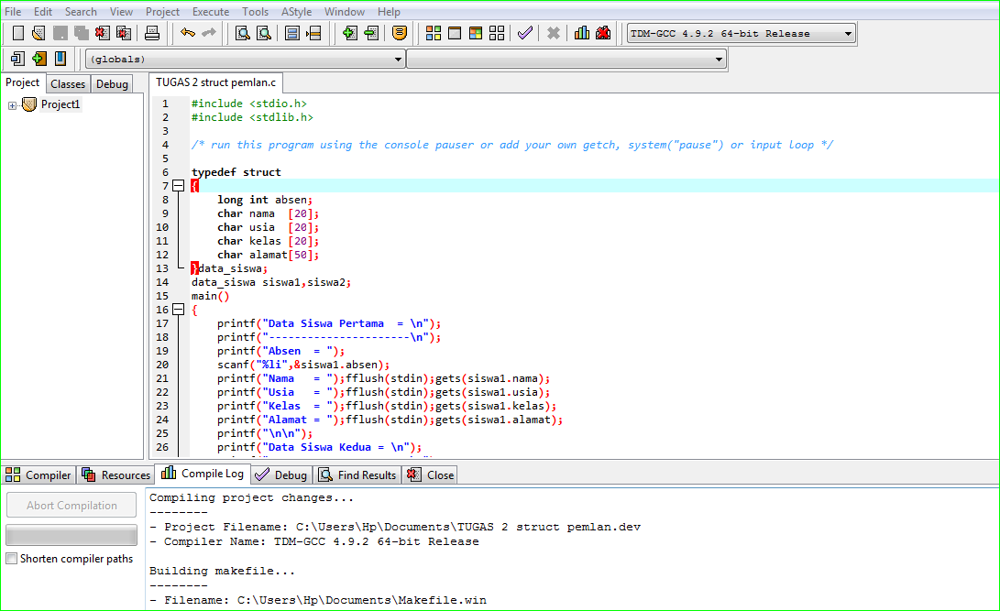 File Edit Search View Project Execute Tools AStyle Window Help
TDM-GCC 4.9.2 64-bit Release
(globals)
Project Classes Debug
Project1
TUGAS 2 struct pemlan.c
1 #include <stdio.h>
2 #include <stdlib.h>
3
4 /* run this program using the console pauser or add your own getch, system("pause") or input loop */
5
6 typedef struct
7 {
8 long int absen;
9 char nama  [20];
10 char usia  [20];
11 char kelas [20];
12 char alamat[50];
13 }data_siswa;
14 data_siswa siswa1,siswa2;
15 main()
16 {
17 printf("Data Siswa Pertama  = \n");
18 printf("----------------------\n");
19 printf("Absen  = ");
20 scanf("%li",&siswa1.absen);
21 printf("Nama   = ");fflush(stdin);gets(siswa1.nama);
22 printf("Usia   = ");fflush(stdin);gets(siswa1.usia);
23 printf("Kelas  = ");fflush(stdin);gets(siswa1.kelas);
24 printf("Alamat = ");fflush(stdin);gets(siswa1.alamat);
25 printf("\n\n");
26 printf("Data Siswa Kedua = \n");
Compiler Resources Compile Log Debug Find Results Close
Abort Compilation
Shorten compiler paths
Compiling project changes...
--------
- Project Filename: C:\Users\Hp\Documents\TUGAS 2 struct pemlan.dev
- Compiler Name: TDM-GCC 4.9.2 64-bit Release
Building makefile...
--------
- Filename: C:\Users\Hp\Documents\Makefile.win